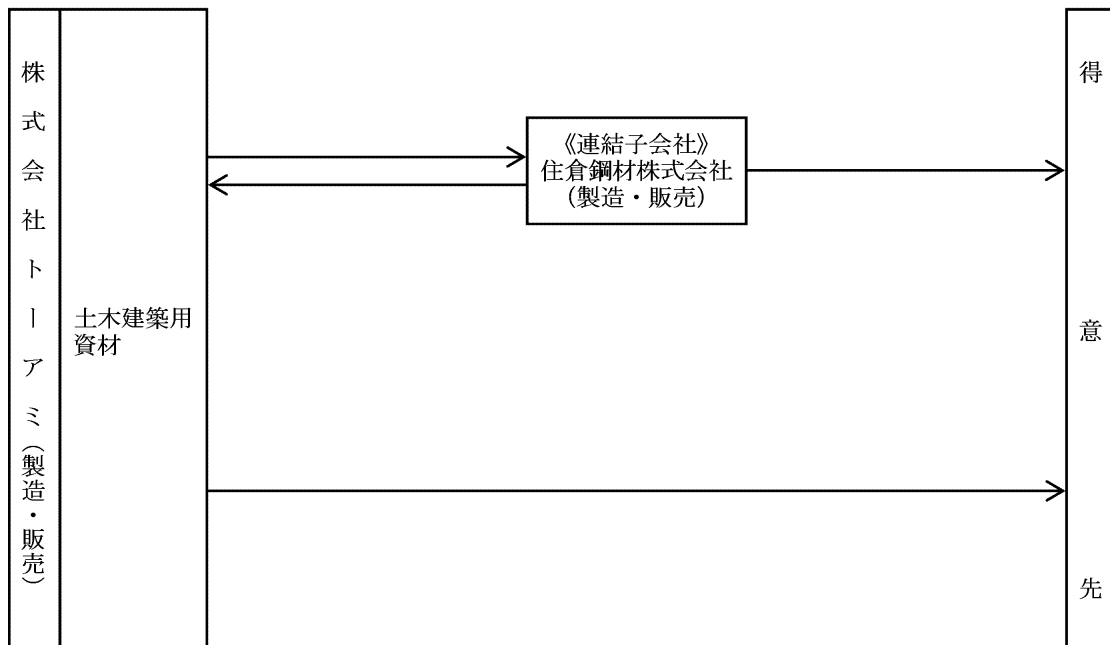 株式会社トーアミ（製造・販売）
土木建築用
資材
《連結子会社》
住倉鋼材株式会社
（製造・販売）
得意先